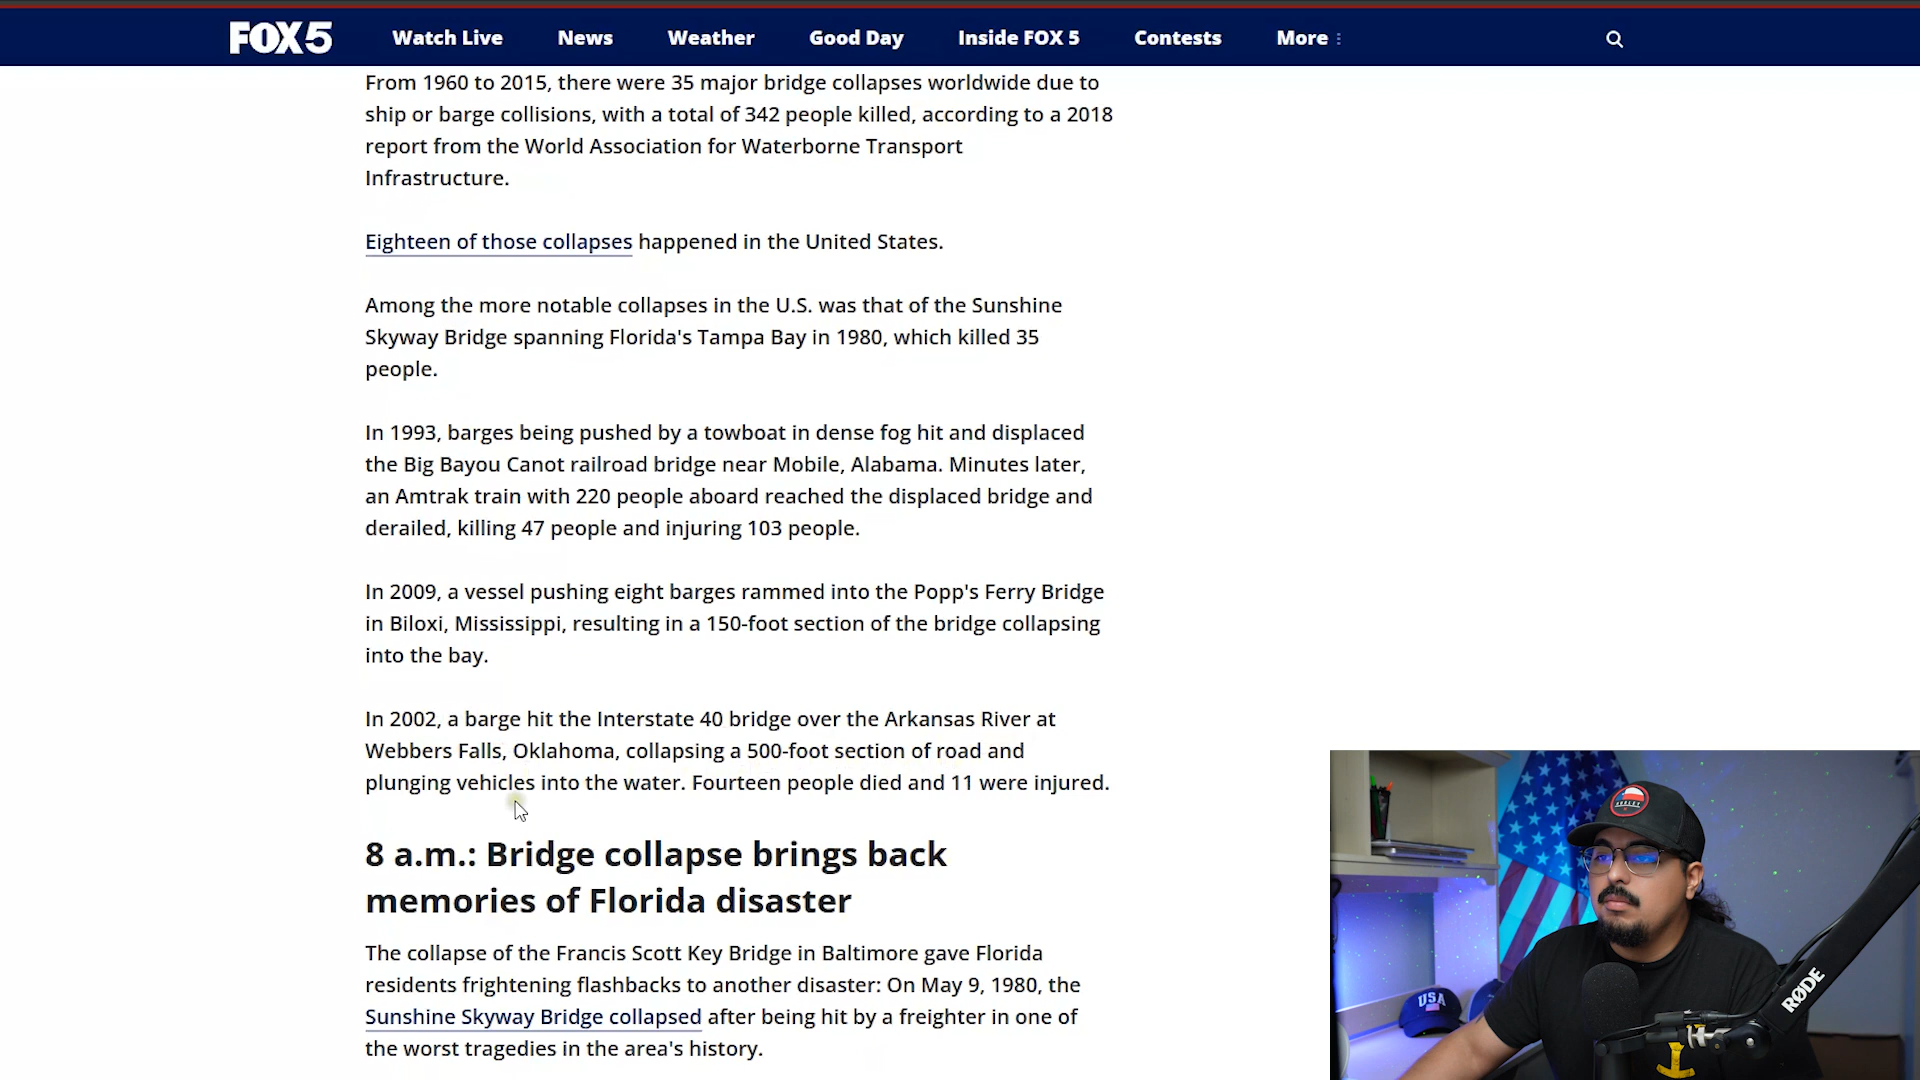 FOX 5 Watch Live News Weather Good Day Inside FOX 5 Contests More
From 1960 to 2015, there were 35 major bridge collapses worldwide due to
ship or barge collisions, with a total of 342 people killed, according to a 2018
report from the World Association for Waterborne Transport
Infrastructure.
Eighteen of those collapses happened in the United States.
Among the more notable collapses in the U.S. was that of the Sunshine
Skyway Bridge spanning Florida's Tampa Bay in 1980, which killed 35
people.
In 1993, barges being pushed by a towboat in dense fog hit and displaced
the Big Bayou Canot railroad bridge near Mobile, Alabama. Minutes later,
an Amtrak train with 220 people aboard reached the displaced bridge and
derailed, killing 47 people and injuring 103 people.
In 2009, a vessel pushing eight barges rammed into the Popp's Ferry Bridge
in Biloxi, Mississippi, resulting in a 150-foot section of the bridge collapsing
into the bay.
In 2002, a barge hit the Interstate 40 bridge over the Arkansas River at
Webbers Falls, Oklahoma, collapsing a 500-foot section of road and
plunging vehicles into the water. Fourteen people died and 11 were injured.
8 a.m.: Bridge collapse brings back
memories of Florida disaster
The collapse of the Francis Scott Key Bridge in Baltimore gave Florida
residents frightening flashbacks to another disaster: On May 9, 1980, the
Sunshine Skyway Bridge collapsed after being hit by a freighter in one of
the worst tragedies in the area's history.
USA
RØDE